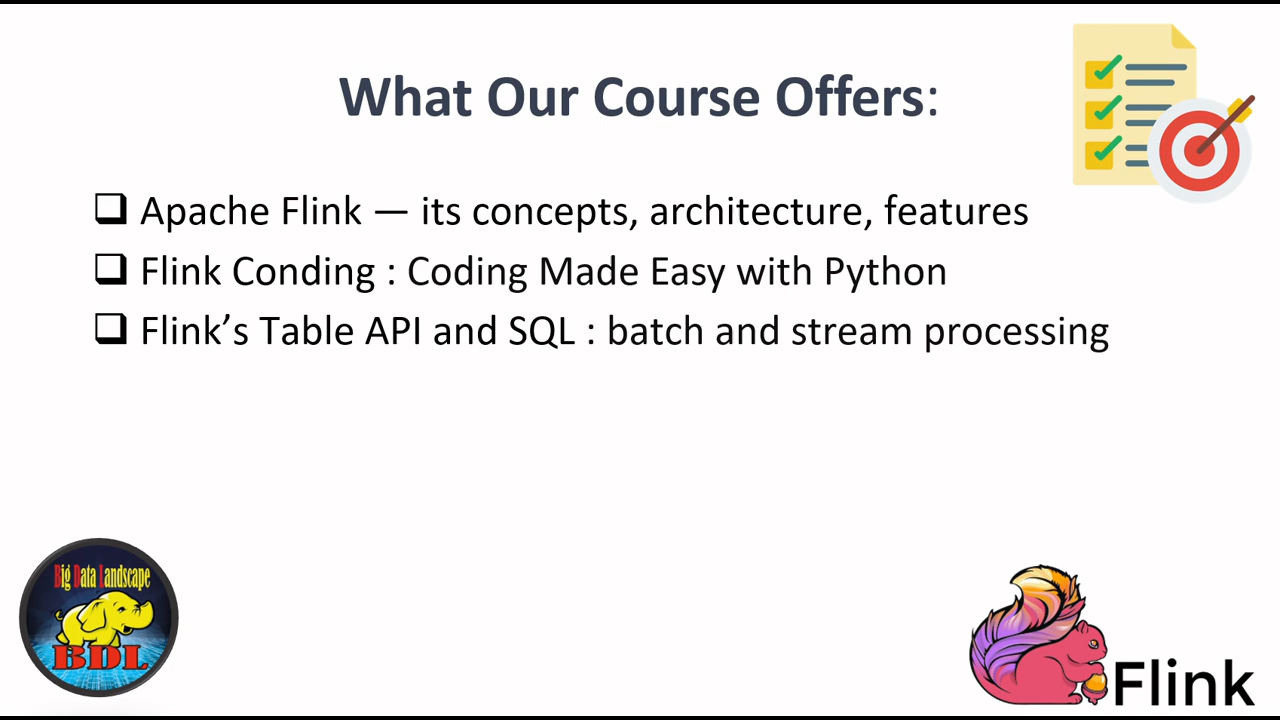 What Our Course Offers:
❑ Apache Flink — its concepts, architecture, features
❑ Flink Conding : Coding Made Easy with Python
❑ Flink’s Table API and SQL : batch and stream processing
Big Data Landscape
BDL
Flink